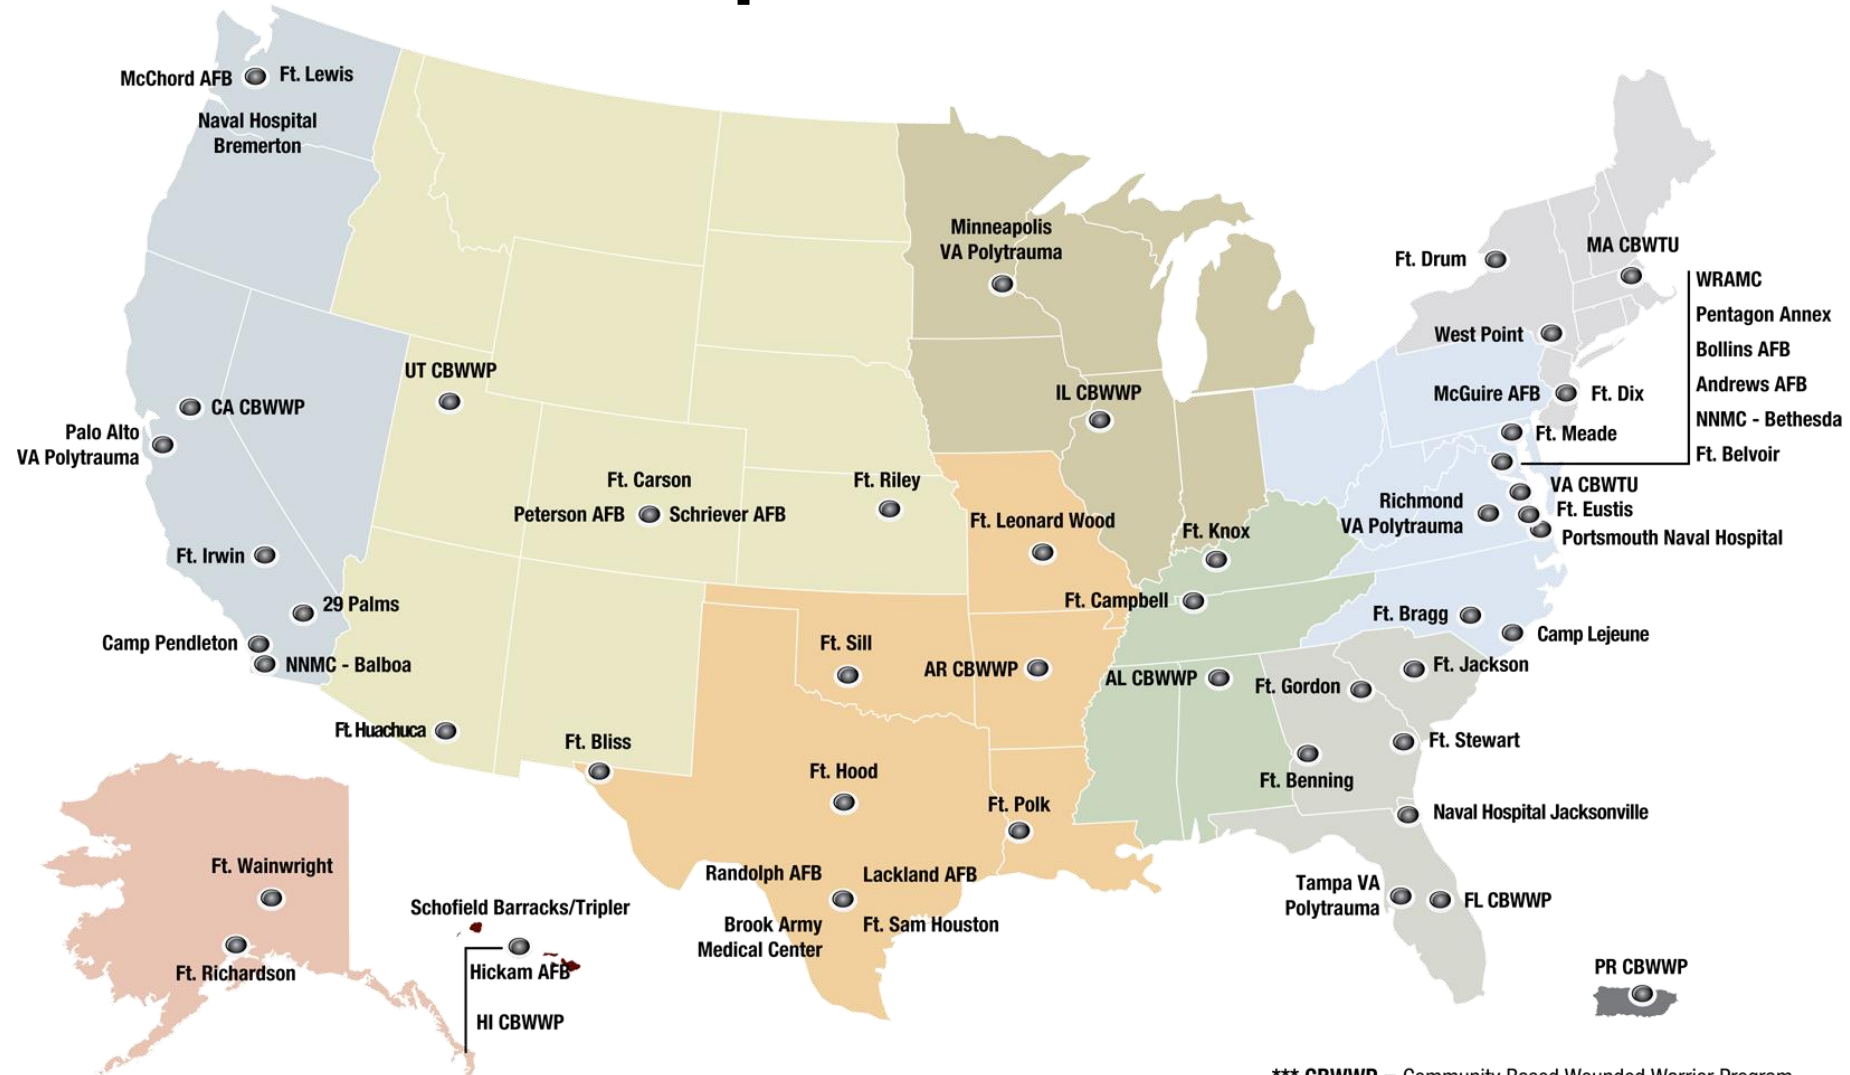 McChord AFB
Ft. Lewis
Naval Hospital
Bremerton
Minneapolis
VA Polytrauma
Ft. Drum
MA CBWTU
WRAMC
Pentagon Annex
Bollins AFB
Andrews AFB
NNMC - Bethesda
Ft. Belvoir
West Point
UT CBWWP
IL CBWWP
McGuire AFB
Ft. Dix
CA CBWWP
Palo Alto
VA Polytrauma
Ft. Meade
Ft. Carson
Peterson AFB
Schriever AFB
Ft. Riley
Ft. Leonard Wood
Ft. Knox
Richmond
VA Polytrauma
VA CBWTU
Ft. Eustis
Portsmouth Naval Hospital
Ft. Irwin
29 Palms
Ft. Campbell
Ft. Bragg
Camp Lejeune
Camp Pendleton
NNMC - Balboa
Ft. Sill
AR CBWWP
AL CBWWP
Ft. Gordon
Ft. Jackson
Ft. Huachuca
Ft. Bliss
Ft. Stewart
Ft. Hood
Ft. Benning
Ft. Polk
Naval Hospital Jacksonville
Ft. Wainwright
Randolph AFB
Lackland AFB
Brook Army
Medical Center
Ft. Sam Houston
Tampa VA
Polytrauma
FL CBWWP
Schofield Barracks/Tripler
Hickam AFB
HI CBWWP
Ft. Richardson
PR CBWWP
*** CBWWP = Community Based Wounded Warrior Program